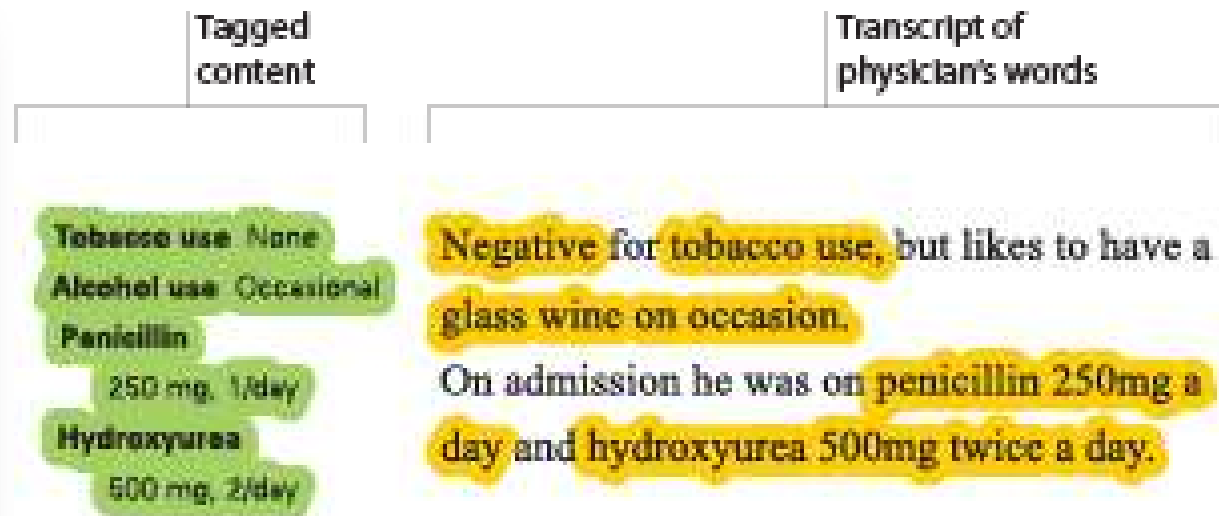 Tagged
content
Transcript of
physician's words
Tobacco use None
Alcohol use Occasional
Penicillin
250 mg, 1/day
Hydroxyurea
500 mg, 2/day
Negative for tobacco use, but likes to have a
glass wine on occasion.
On admission he was on penicillin 250mg a
day and hydroxyurea 500mg twice a day.